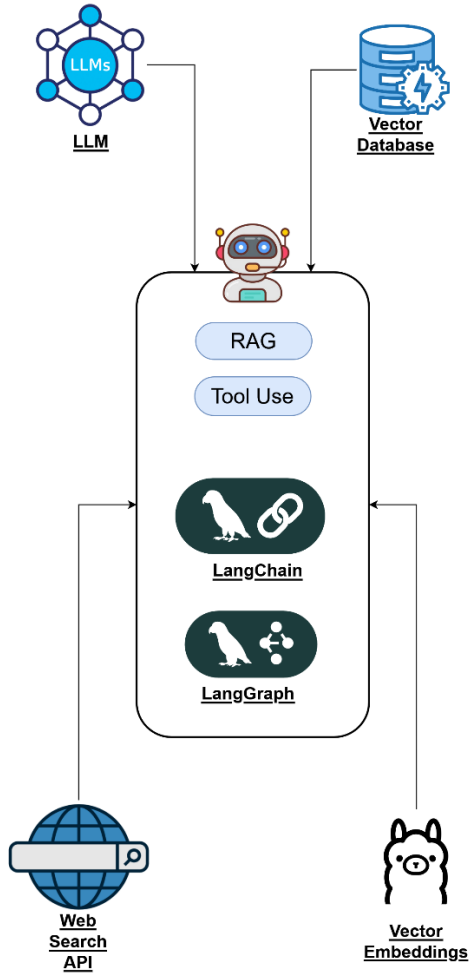 LLMs
LLM
Vector
Database
RAG
Tool Use
LangChain
LangGraph
Web
Search
API
Vector
Embeddings